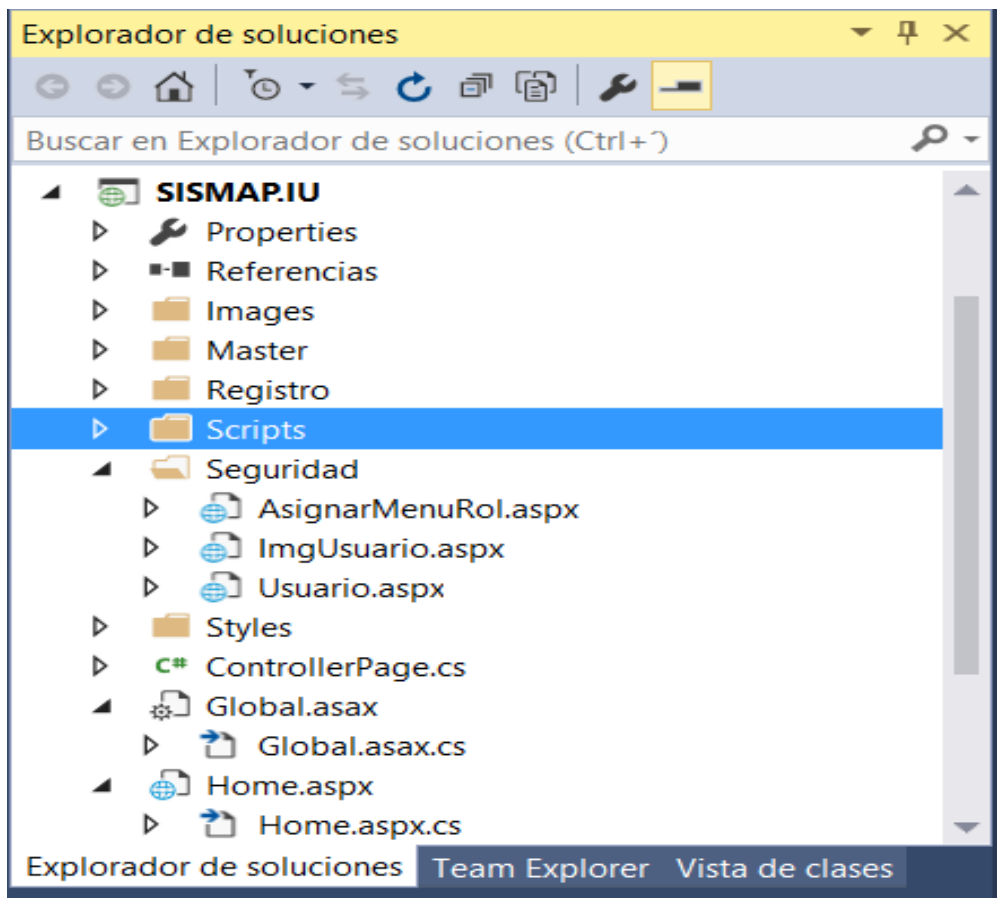 Explorador de soluciones
Buscar en Explorador de soluciones (Ctrl+´)
SISMAP.IU
Properties
Referencias
Images
Master
Registro
Scripts
Seguridad
AsignarMenuRol.aspx
ImgUsuario.aspx
Usuario.aspx
Styles
C# ControllerPage.cs
Global.asax
Global.asax.cs
Home.aspx
Home.aspx.cs
Explorador de soluciones Team Explorer Vista de clases